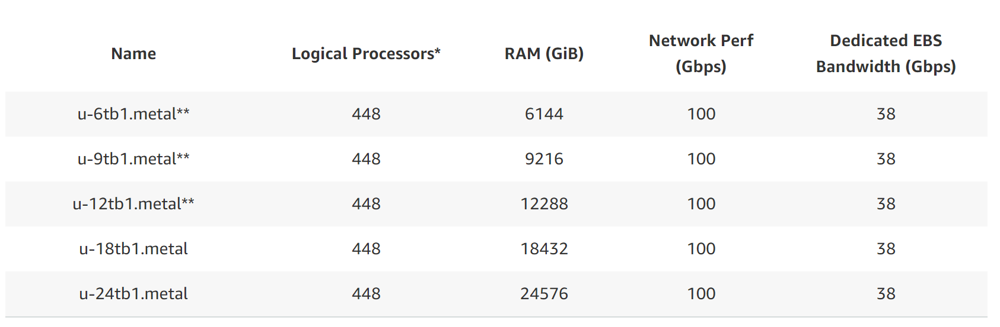 Name Logical Processors* RAM (GiB) Network Perf (Gbps) Dedicated EBS Bandwidth (Gbps)
u-6tb1.metal** 448 6144 100 38
u-9tb1.metal** 448 9216 100 38
u-12tb1.metal** 448 12288 100 38
u-18tb1.metal 448 18432 100 38
u-24tb1.metal 448 24576 100 38